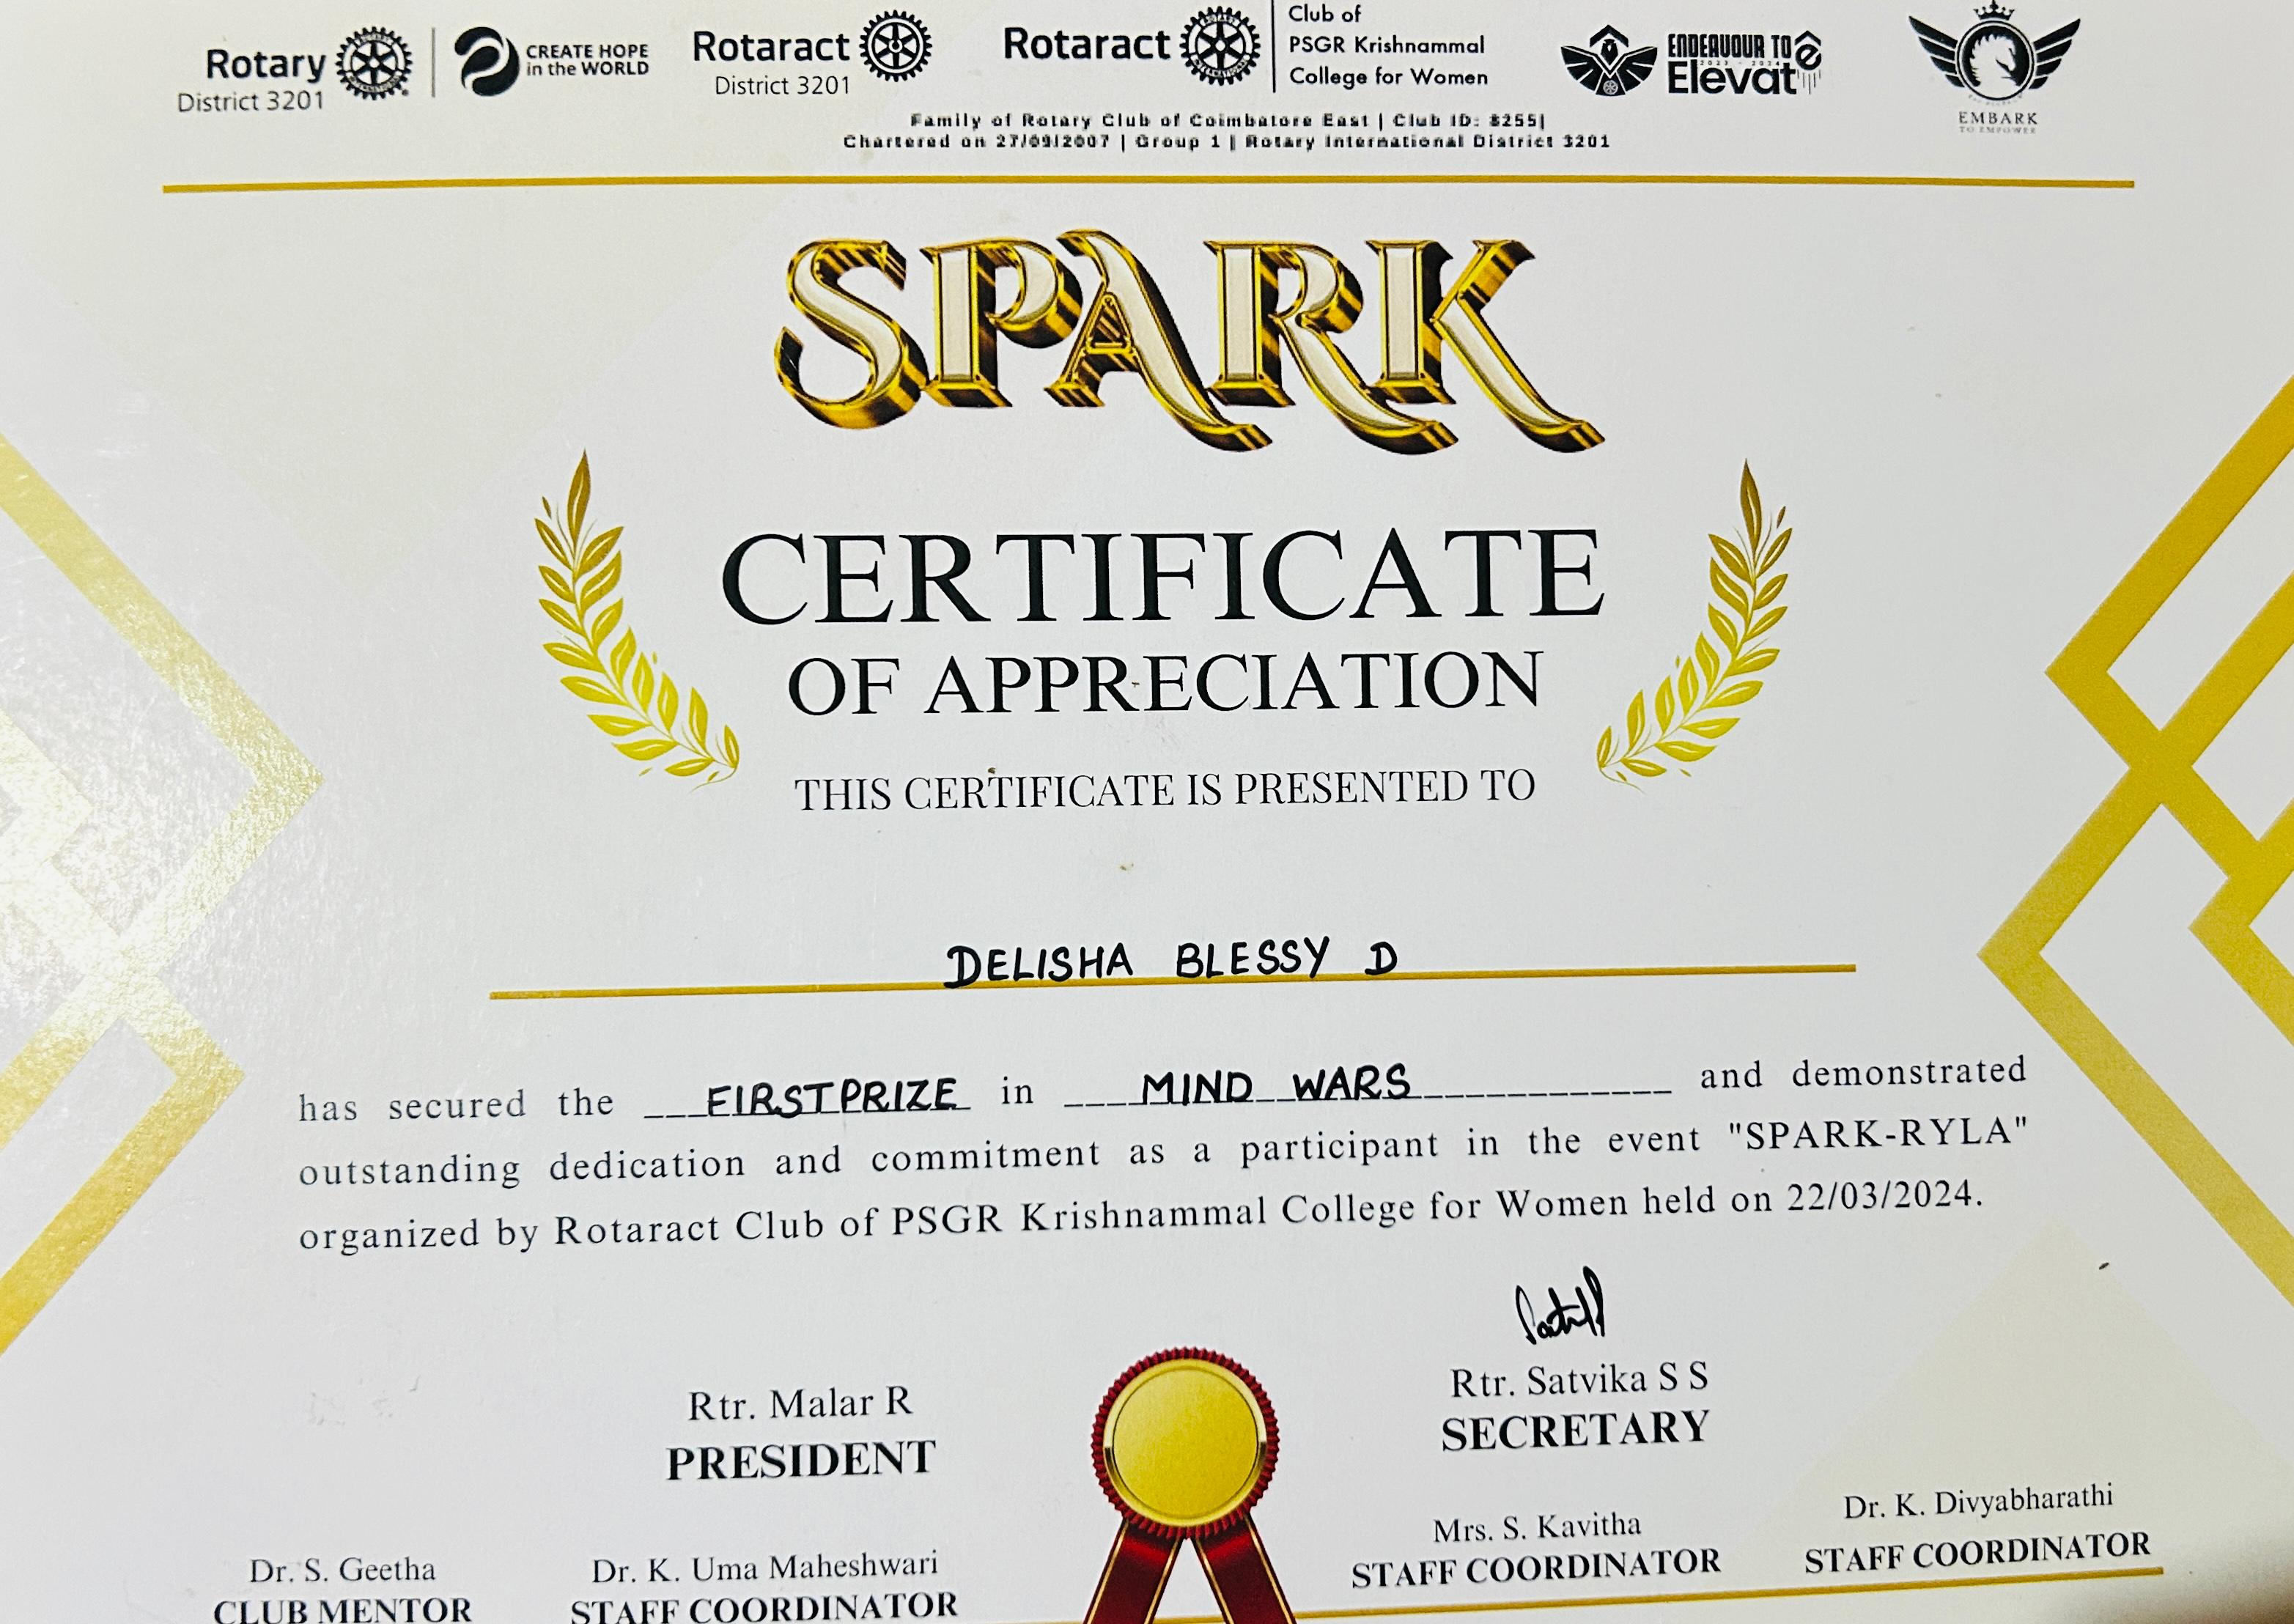 Rotary
District 3201
CREATE HOPE
in the WORLD
Rotaract
District 3201
Rotaract
Club of
PSGR Krishnammal
College for Women
ENDEAVOUR TO
2023 - 2024
Elevate
EMBARK
TO EMPOWER
Family of Rotary Club of Coimbatore East | Club ID: 8255|
Chartered on 27/09/2007 | Group 1 | Rotary International District 3201
SPARK
CERTIFICATE
OF APPRECIATION
THIS CERTIFICATE IS PRESENTED TO
DELISHA BLESSY D
has secured the FIRST PRIZE in MIND WARS and demonstrated
outstanding dedication and commitment as a participant in the event "SPARK-RYLA"
organized by Rotaract Club of PSGR Krishnammal College for Women held on 22/03/2024.
Rtr. Malar R
PRESIDENT
Rtr. Satvika S S
SECRETARY
Dr. S. Geetha
CLUB MENTOR
Dr. K. Uma Maheshwari
STAFF COORDINATOR
Mrs. S. Kavitha
STAFF COORDINATOR
Dr. K. Divyabharathi
STAFF COORDINATOR